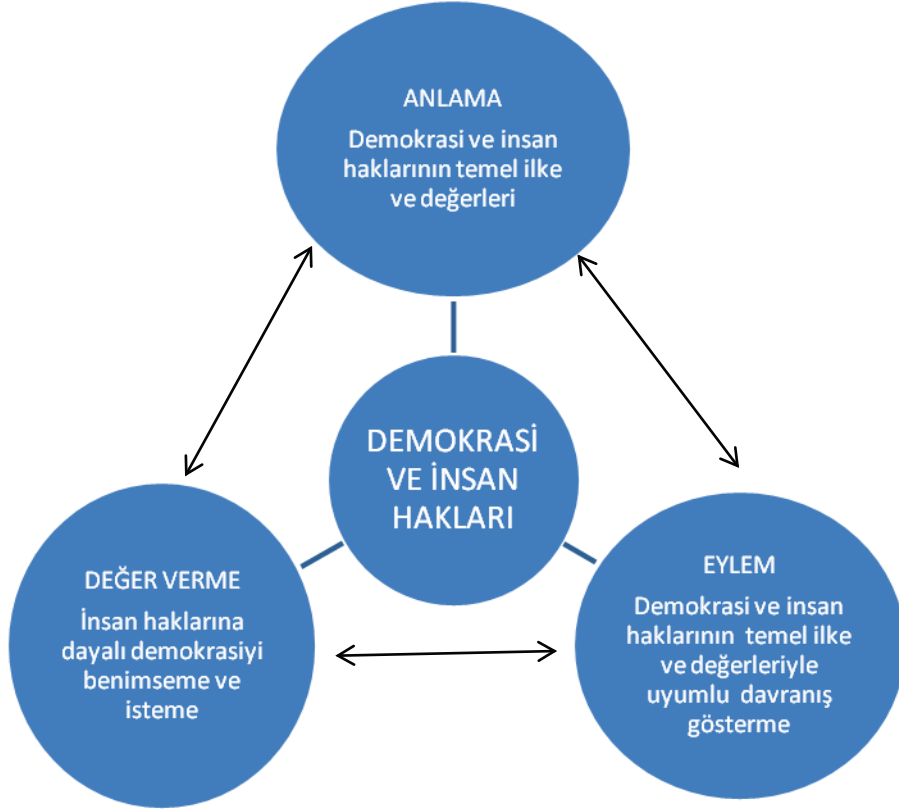 ANLAMA
Demokrasi ve insan
haklarının temel ilke
ve değerleri
DEMOKRASİ
VE İNSAN
HAKLARI
DEĞER VERME
İnsan haklarına
dayalı demokrasiyi
benimseme ve
isteme
EYLEM
Demokrasi ve insan
haklarının temel ilke
ve değerleriyle
uyumlu davranış
gösterme